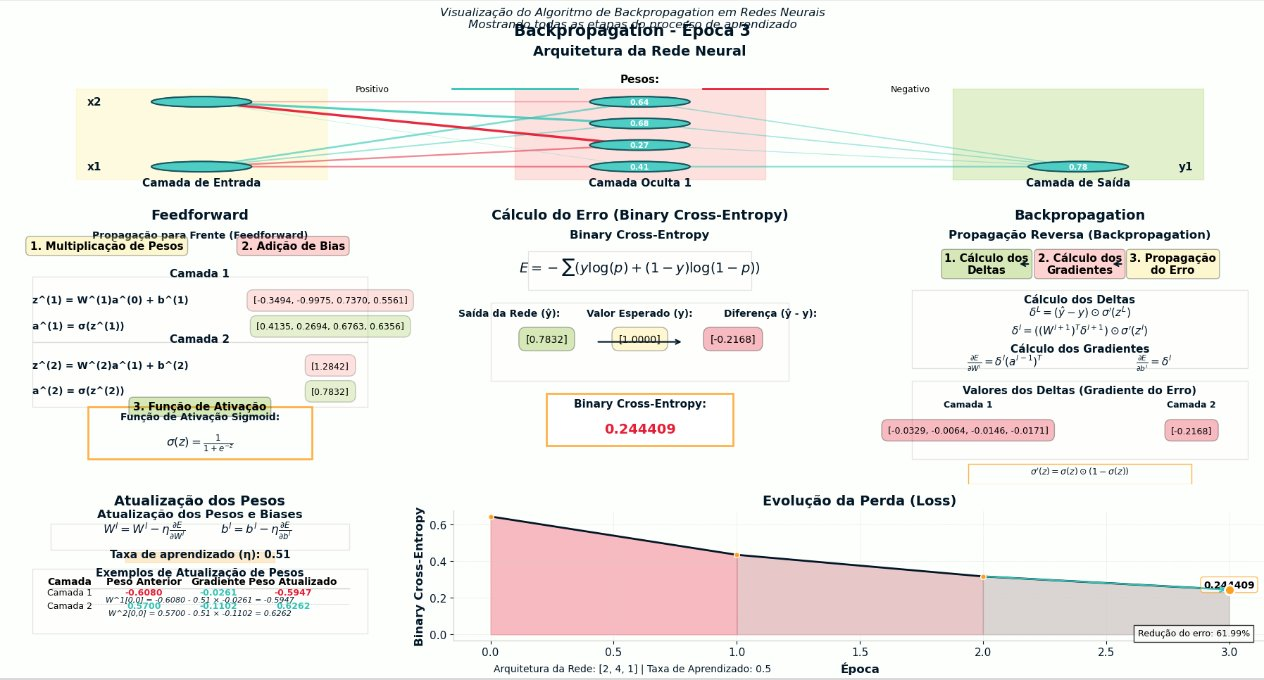 Visualização do Algoritmo de Backpropagation em Redes Neurais
Mostrando todas as etapas do processo de aprendizado
Backpropagation - Época 3
Arquitetura da Rede Neural
Pesos:
Positivo
Negativo
x2
x1
0.64
0.68
0.27
0.41
0.78
y1
Camada de Entrada
Camada Oculta 1
Camada de Saída
Feedforward
Propagação para Frente (Feedforward)
1. Multiplicação de Pesos
2. Adição de Bias
Camada 1
z^(1) = W^(1)a^(0) + b^(1)
[-0.3494, -0.9975, 0.7370, 0.5561]
a^(1) = σ(z^(1))
[0.4135, 0.2694, 0.6763, 0.6356]
Camada 2
z^(2) = W^(2)a^(1) + b^(2)
[1.2842]
a^(2) = σ(z^(2))
[0.7832]
3. Função de Ativação
Função de Ativação Sigmoid:
σ(z) = 1/(1 + e^{-z})
Cálculo do Erro (Binary Cross-Entropy)
Binary Cross-Entropy
E = −∑(ylog(p) + (1 − y)log(1 − p))
Saída da Rede (ŷ):
Valor Esperado (y):
Diferença (ŷ - y):
[0.7832]
[1.0000]
[-0.2168]
Binary Cross-Entropy:
0.244409
Backpropagation
Propagação Reversa (Backpropagation)
1. Cálculo dos
Deltas
2. Cálculo dos
Gradientes
3. Propagação
do Erro
Cálculo dos Deltas
δ^L = (ŷ − y) ⊙ σ′(z^L)
δ^l = ((W^{l+1})^T δ^{l+1}) ⊙ σ′(z^l)
Cálculo dos Gradientes
∂E/∂W^l = δ^l(a^{l−1})^T
∂E/∂b^l = δ^l
Valores dos Deltas (Gradiente do Erro)
Camada 1
Camada 2
[-0.0329, -0.0064, -0.0146, -0.0171]
[-0.2168]
σ′(z) = σ(z) ⊙ (1 − σ(z))
Atualização dos Pesos
Atualização dos Pesos e Biases
W^l = W^l − η ∂E/∂W^l
b^l = b^l − η ∂E/∂b^l
Taxa de aprendizado (η): 0.51
Exemplos de Atualização de Pesos
Camada Peso Anterior Gradiente Peso Atualizado
Camada 1 -0.6080 -0.0261 -0.5947
W^1[0,0] = -0.6080 - 0.51 × -0.0261 = -0.5947
Camada 2 0.5700 -0.1102 0.6262
W^2[0,0] = 0.5700 - 0.51 × -0.1102 = 0.6262
Evolução da Perda (Loss)
Binary Cross-Entropy
0.6
0.4
0.2
0.0
0.244409
Redução do erro: 61.99%
0.0 0.5 1.0 1.5 2.0 2.5 3.0
Arquitetura da Rede: [2, 4, 1] | Taxa de Aprendizado: 0.5
Época